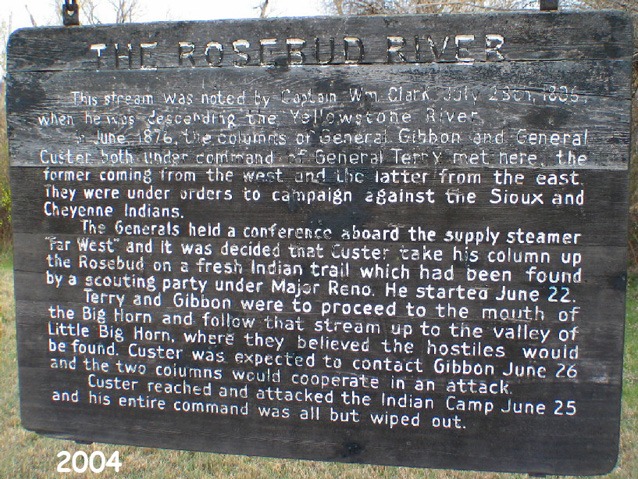 THE ROSEBUD RIVER
This stream was noted by Captain Wm. Clark, July 28th, 1806,
when he was descending the Yellowstone River.
In June, 1876, the columns of General Gibbon and General
Custer both under command of General Terry met here, the
former coming from the west and the latter from the east.
They were under orders to campaign against the Sioux and
Cheyenne Indians.
The Generals held a conference aboard the supply steamer
"Far West" and it was decided that Custer take his column up
the Rosebud on a fresh Indian trail which had been found
by a scouting party under Major Reno. He started June 22.
Terry and Gibbon were to proceed to the mouth of
the Big Horn and follow that stream up to the valley of
Little Big Horn, where they believed the hostiles would
be found. Custer was expected to contact Gibbon June 26
and the two columns would cooperate in an attack.
Custer reached and attacked the Indian Camp June 25
and his entire command was all but wiped out.
2004